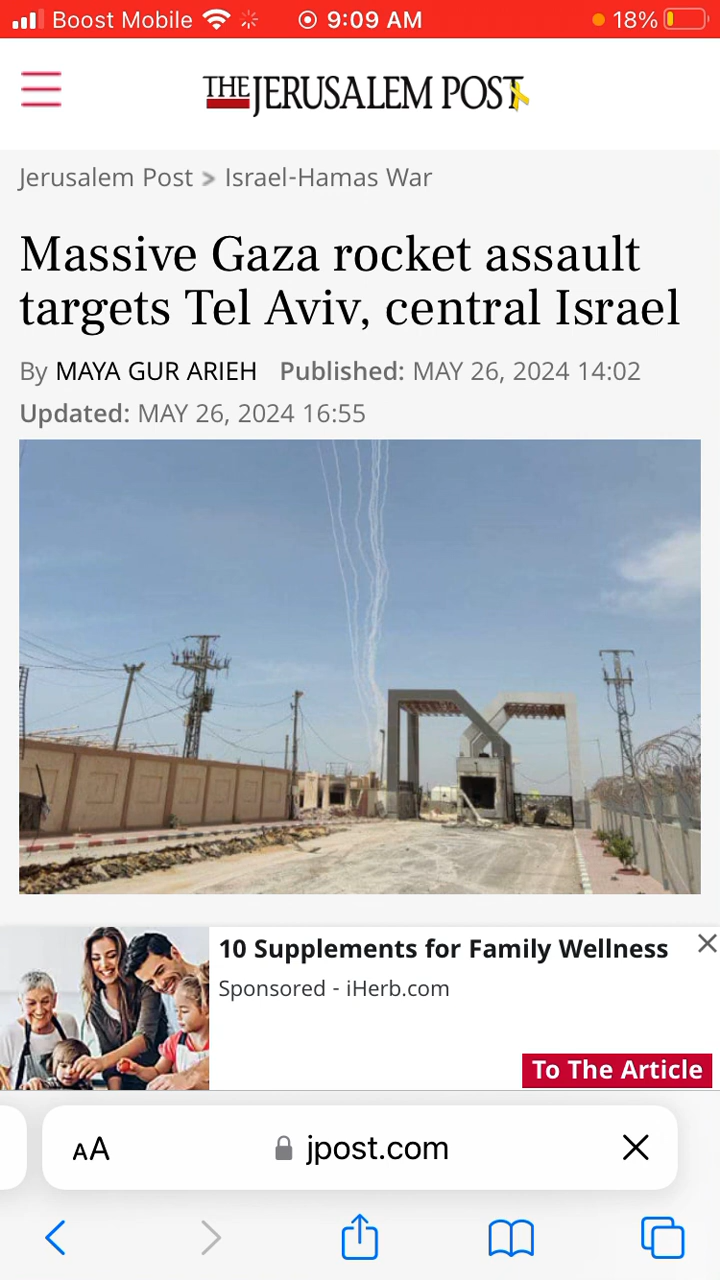 Boost Mobile 9:09 AM 18%
THE JERUSALEM POST
Jerusalem Post > Israel-Hamas War
Massive Gaza rocket assault
targets Tel Aviv, central Israel
By MAYA GUR ARIEH Published: MAY 26, 2024 14:02
Updated: MAY 26, 2024 16:55
10 Supplements for Family Wellness
Sponsored - iHerb.com
To The Article
AA jpost.com